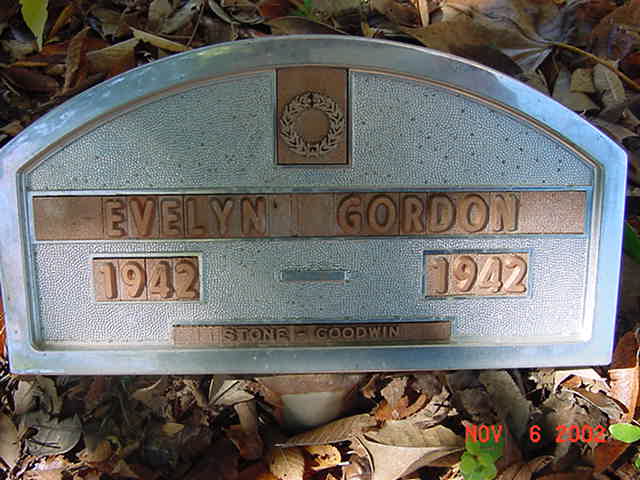 EVELYN GORDON
1942 - 1942
STONE - GOODWIN
NOV 6 2002